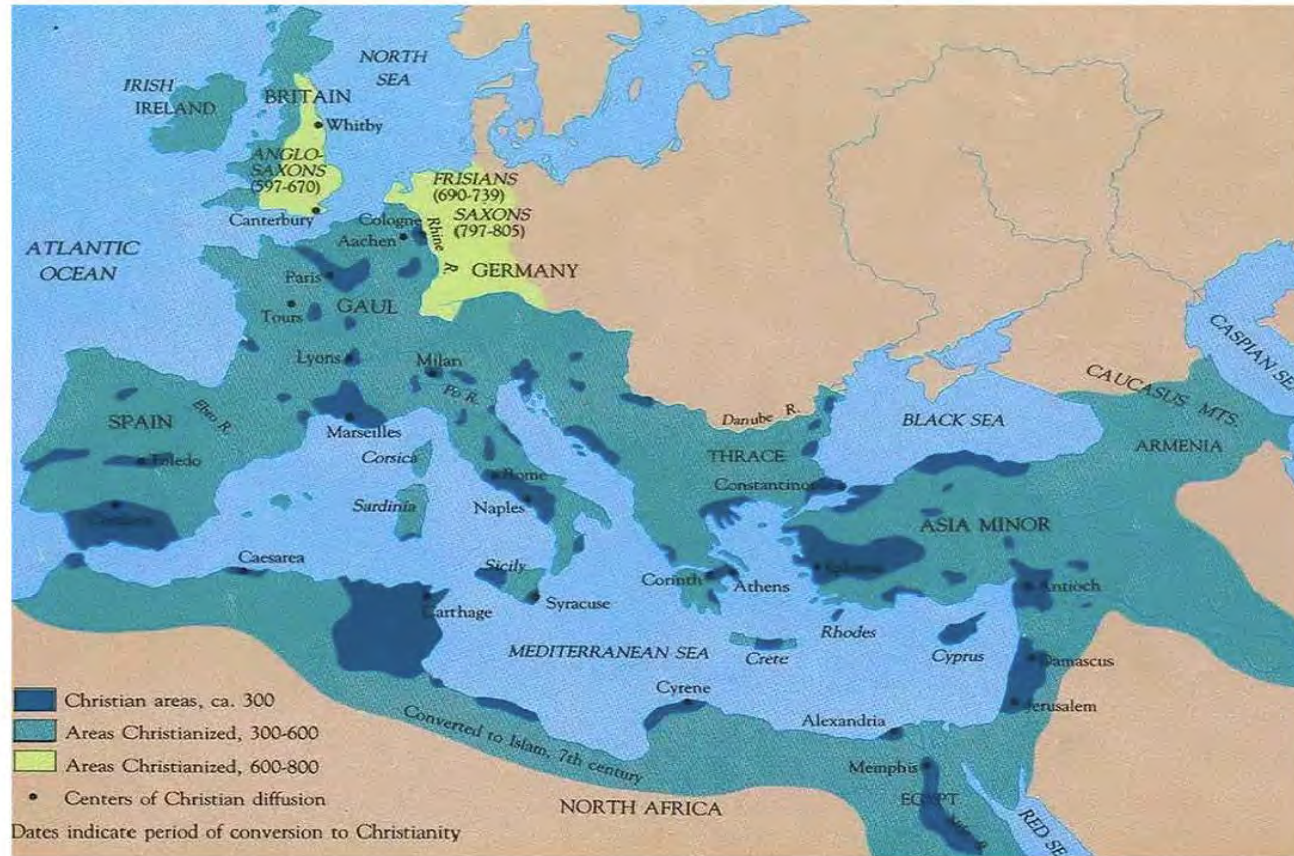 NORTH
SEA
IRISH
IRELAND
BRITAIN
Whitby
ANGLO-
SAXONS
(597-670)
FRISIANS
(690-739)
SAXONS
(797-805)
Canterbury
Cologne
Rhine
R.
Aachen
ATLANTIC
OCEAN
GERMANY
Paris
GAUL
Tours
CASPIAN SE
Lyons
Milan
Po R.
CAUCASUS MTS.
SPAIN
Ebro R.
Danube R.
BLACK SEA
ARMENIA
Marseilles
Toledo
Corsica
THRACE
Rome
Constantinople
Sardinia
Naples
ASIA MINOR
Cordoba
Caesarea
Sicily
Corinth
Athens
Ephesus
Antioch
Carthage
Syracuse
Rhodes
MEDITERRANEAN SEA
Crete
Cyprus
Damascus
Cyrene
Jerusalem
Alexandria
Converted to Islam, 7th century
Memphis
EGYPT
Nile R.
NORTH AFRICA
RED SE
Christian areas, ca. 300
Areas Christianized, 300-600
Areas Christianized, 600-800
Centers of Christian diffusion
Dates indicate period of conversion to Christianity